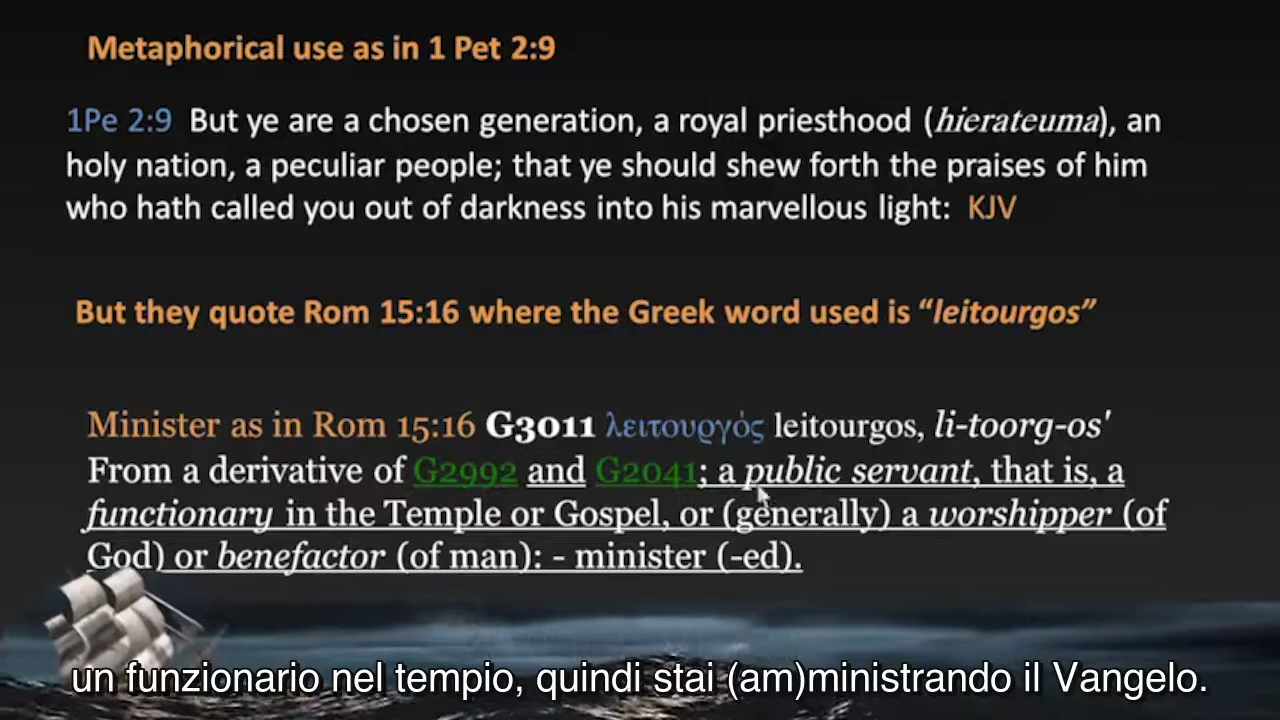 Metaphorical use as in 1 Pet 2:9
1Pe 2:9 But ye are a chosen generation, a royal priesthood (hierateuma), an
holy nation, a peculiar people; that ye should shew forth the praises of him
who hath called you out of darkness into his marvellous light: KJV
But they quote Rom 15:16 where the Greek word used is “leitourgos”
Minister as in Rom 15:16 G3011 λειτουργός leitourgos, li-toorg-os'
From a derivative of G2992 and G2041; a public servant, that is, a
functionary in the Temple or Gospel, or (generally) a worshipper (of
God) or benefactor (of man): - minister (-ed).
un funzionario nel tempio, quindi stai (am)ministrando il Vangelo.